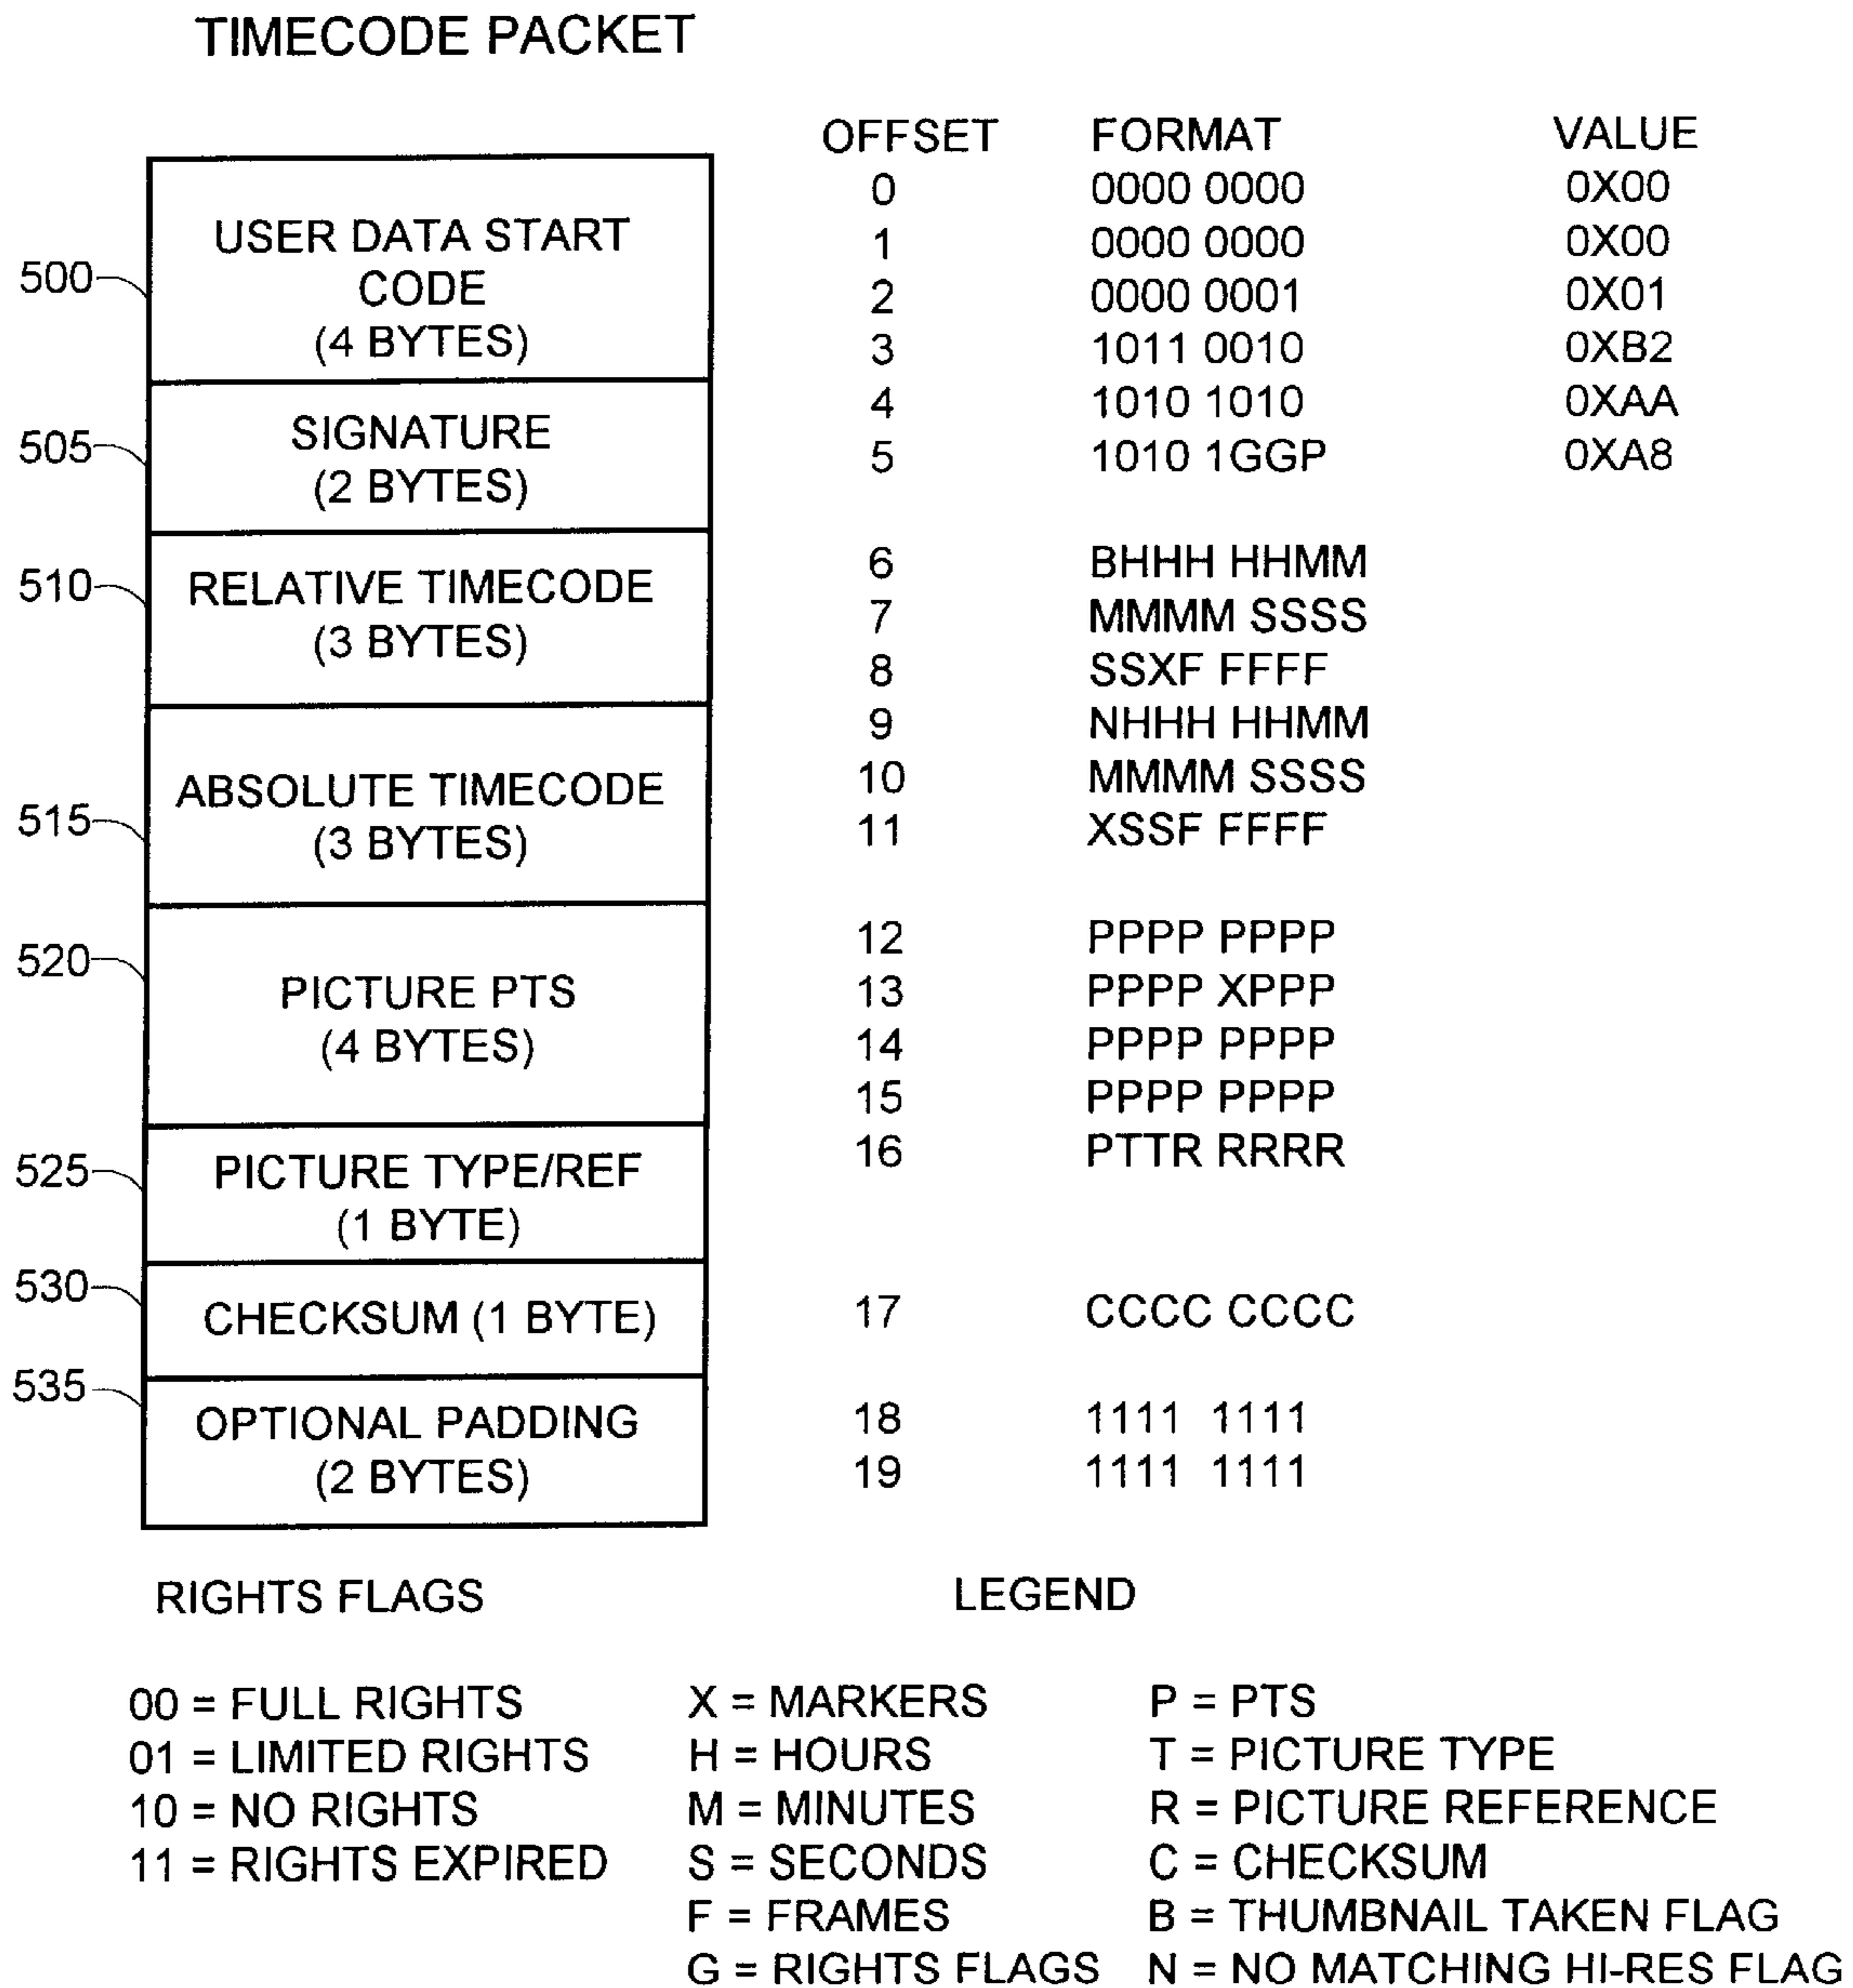 TIMECODE PACKET
OFFSET FORMAT VALUE
0 0000 0000 0X00
1 0000 0000 0X00
2 0000 0001 0X01
3 1011 0010 0XB2
4 1010 1010 0XAA
5 1010 1GGP 0XA8
6 BHHH HHMM
7 MMMM SSSS
8 SSXF FFFF
9 NHHH HHMM
10 MMMM SSSS
11 XSSF FFFF
12 PPPP PPPP
13 PPPP XPPP
14 PPPP PPPP
15 PPPP PPPP
16 PTTR RRRR
17 CCCC CCCC
18 1111 1111
19 1111 1111
500
USER DATA START
CODE
(4 BYTES)
505
SIGNATURE
(2 BYTES)
510
RELATIVE TIMECODE
(3 BYTES)
515
ABSOLUTE TIMECODE
(3 BYTES)
520
PICTURE PTS
(4 BYTES)
525
PICTURE TYPE/REF
(1 BYTE)
530
CHECKSUM (1 BYTE)
535
OPTIONAL PADDING
(2 BYTES)
RIGHTS FLAGS
00 = FULL RIGHTS
01 = LIMITED RIGHTS
10 = NO RIGHTS
11 = RIGHTS EXPIRED
LEGEND
X = MARKERS
H = HOURS
M = MINUTES
S = SECONDS
F = FRAMES
G = RIGHTS FLAGS
P = PTS
T = PICTURE TYPE
R = PICTURE REFERENCE
C = CHECKSUM
B = THUMBNAIL TAKEN FLAG
N = NO MATCHING HI-RES FLAG